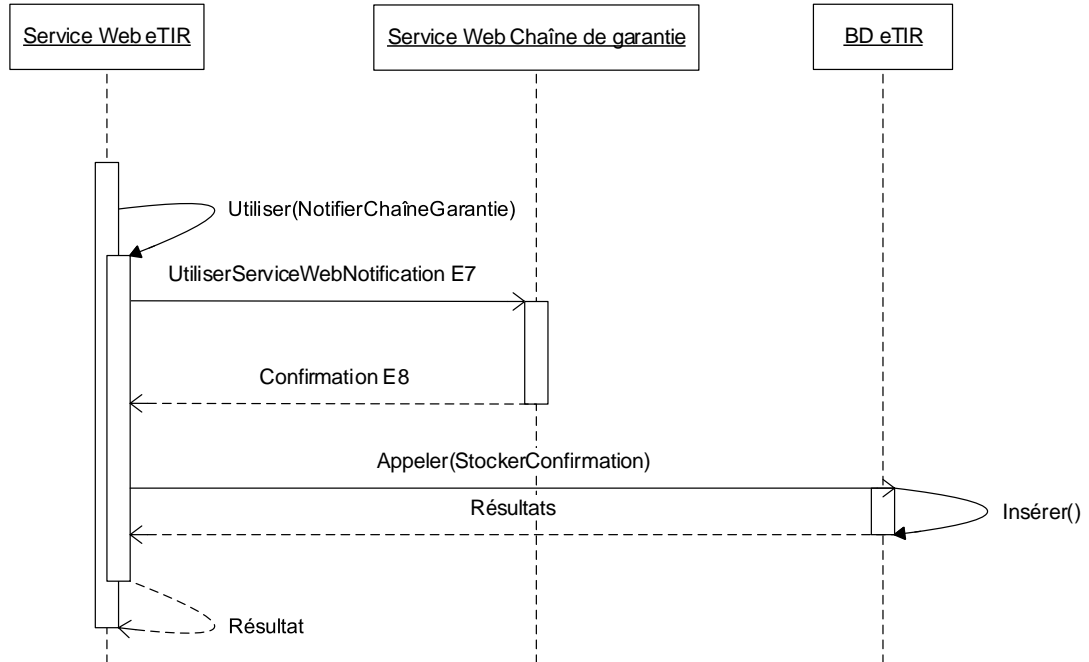 Service Web eTIR
Service Web Chaîne de garantie
BD eTIR
Utiliser(NotifierChaîneGarantie)
UtiliserServiceWebNotification E7
Confirmation E8
Appeler(StockerConfirmation)
Résultats
Insérer()
Résultat